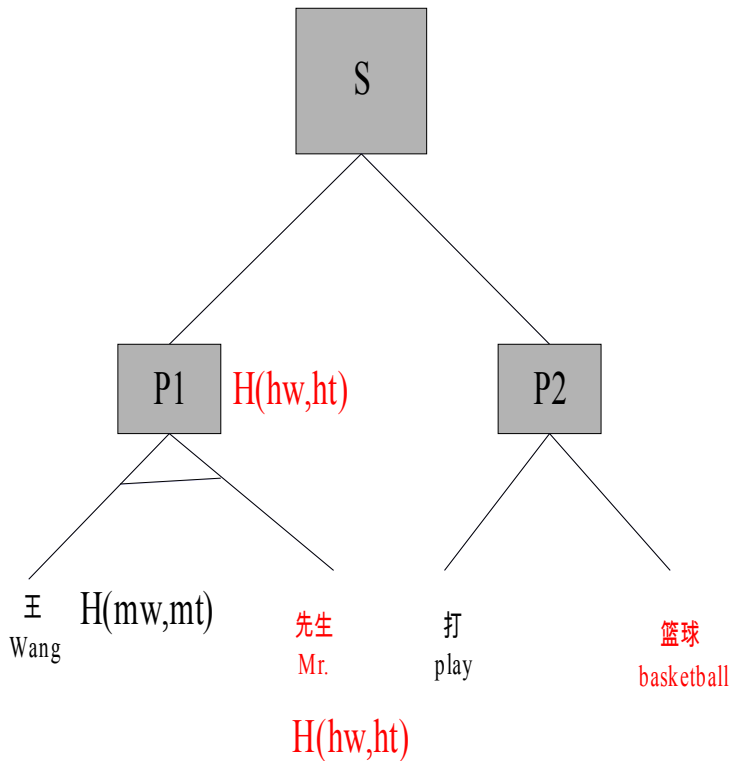 S
P1 H(hw,ht) P2
王 H(mw,mt) 先生 打 篮球
Wang Mr. play basketball
H(hw,ht)